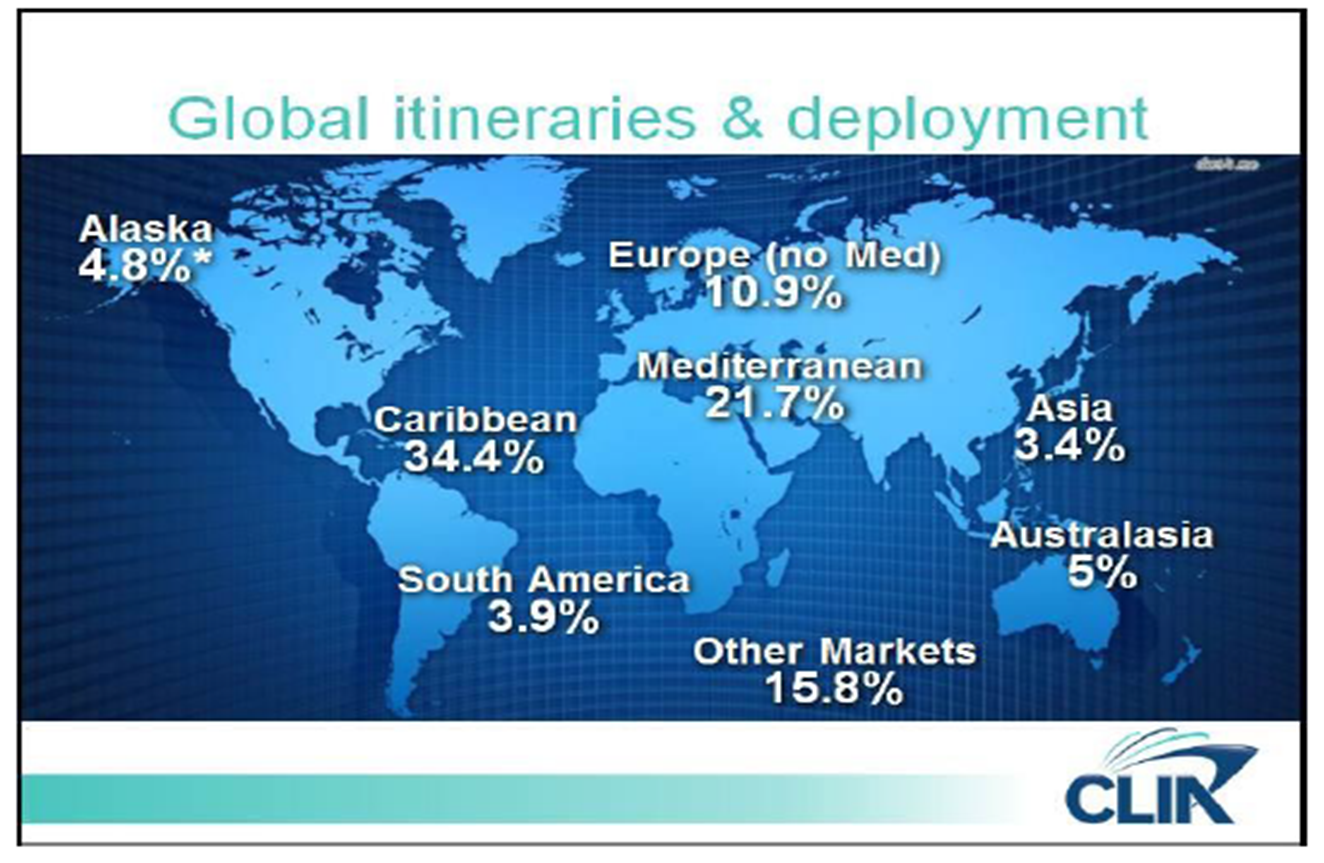 Global itineraries & deployment
Alaska
4.8%*
Europe (no Med)
10.9%
Mediterranean
21.7%
Caribbean
34.4%
Asia
3.4%
Australasia
5%
South America
3.9%
Other Markets
15.8%
CLIA